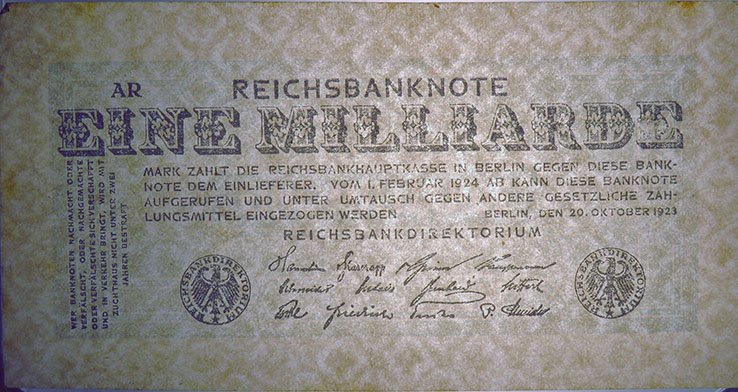 AR
REICHSBANKNOTE
EINE MILLIARDE
MARK ZAHLT DIE REICHSBANKHAUPTKASSE IN BERLIN GEGEN DIESE BANK-
NOTE DEM EINLIEFERER. VOM 1. FEBRUAR 1924 AB KANN DIESE BANKNOTE
AUFGERUFEN UND UNTER UMTAUSCH GEGEN ANDERE GESETZLICHE ZAH-
LUNGSMITTEL EINGEZOGEN WERDEN BERLIN, DEN 20. OKTOBER 1923
REICHSBANKDIREKTORIUM
WER BANKNOTEN NACHMACHT ODER
VERFÄLSCHT, ODER NACHGEMACHTE
ODER VERFÄLSCHTE SICH VERSCHAFFT
UND IN VERKEHR BRINGT, WIRD MIT
ZUCHTHAUS NICHT UNTER ZWEI
JAHREN BESTRAFT
REICHSBANKDIREKTORIUM
REICHSBANKDIREKTORIUM